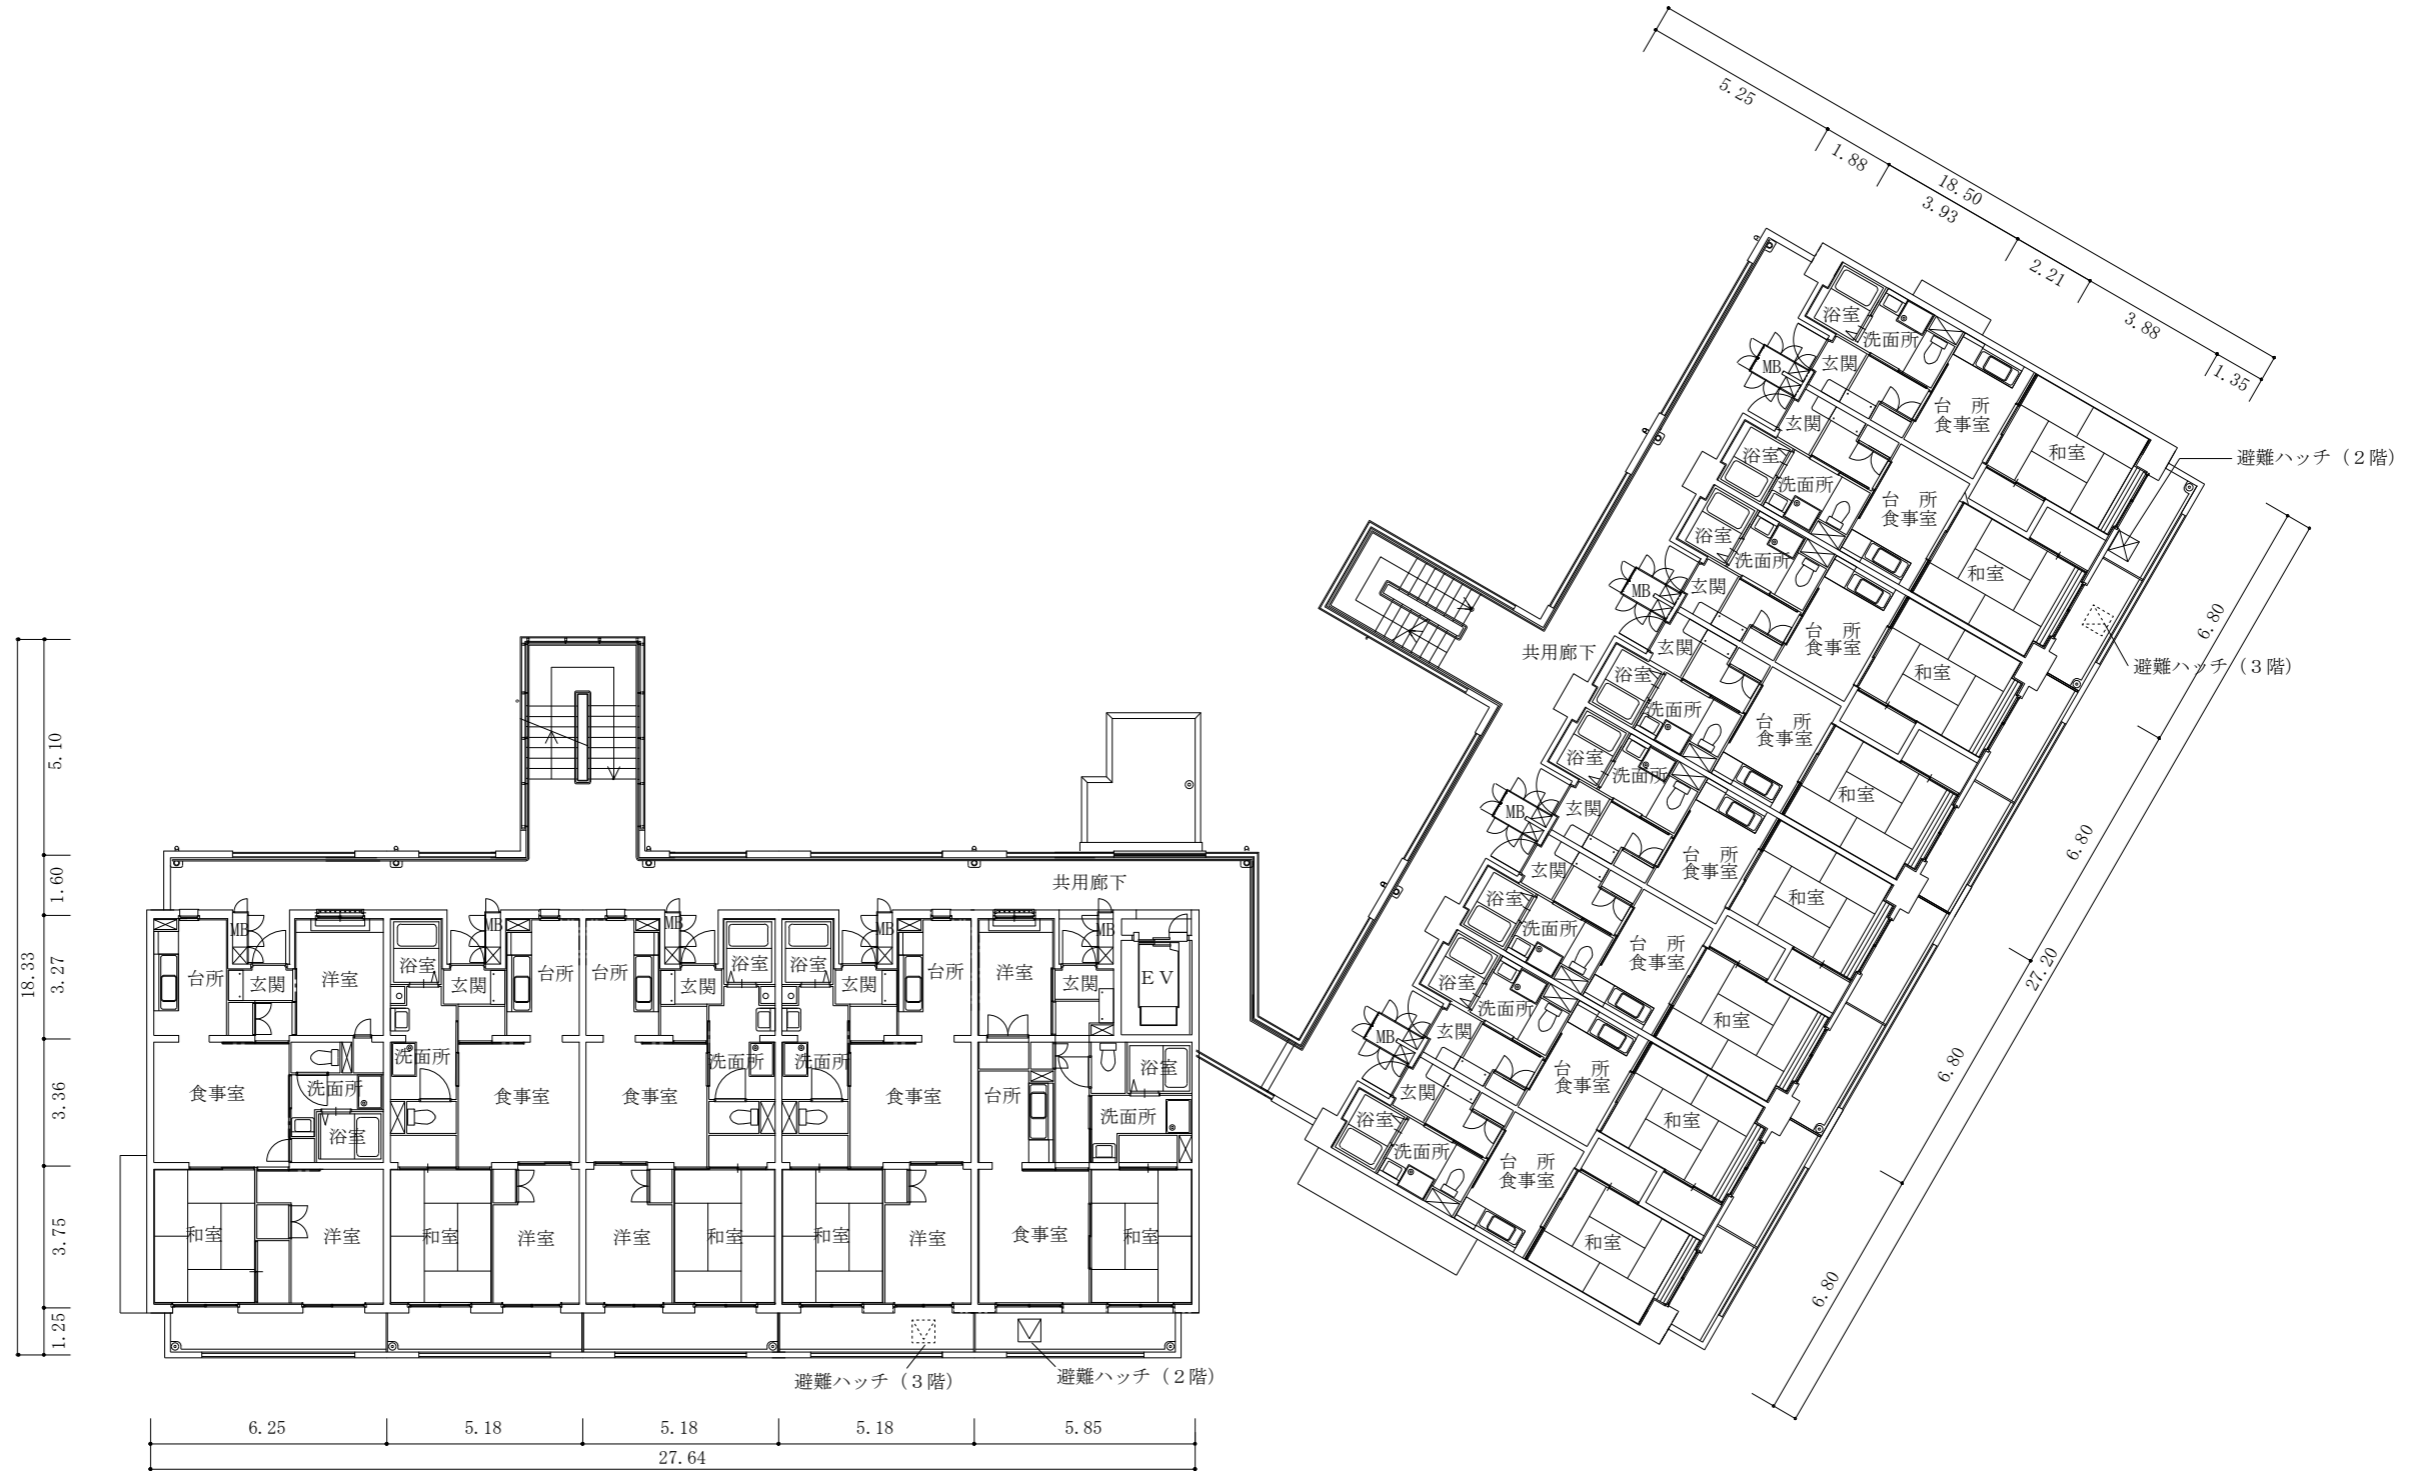 5.25
1.88
18.50
3.93
2.21
3.88
1.35
浴室
洗面所
玄関
MB
台　所
食事室
和室
玄関
浴室
洗面所
台　所
食事室
和室
避難ハッチ（２階）
浴室
洗面所
玄関
MB
台　所
食事室
和室
避難ハッチ（３階）
共用廊下
玄関
浴室
洗面所
台　所
食事室
和室
浴室
洗面所
玄関
MB
台　所
食事室
和室
玄関
浴室
洗面所
台　所
食事室
和室
浴室
洗面所
玄関
MB
台　所
食事室
和室
玄関
浴室
洗面所
台　所
食事室
和室
6.80
6.80
6.80
6.80
27.20
18.33
5.10
1.60
3.27
3.36
3.75
1.25
共用廊下
MB
MB
MB
MB
MB
台所
玄関
洋室
浴室
玄関
台所
台所
玄関
浴室
浴室
玄関
台所
洋室
玄関
EV
食事室
洗面所
浴室
洗面所
食事室
食事室
洗面所
洗面所
食事室
台所
浴室
洗面所
和室
洋室
和室
洋室
洋室
和室
和室
洋室
食事室
和室
避難ハッチ（３階）
避難ハッチ（２階）
6.25
5.18
5.18
5.18
5.85
27.64